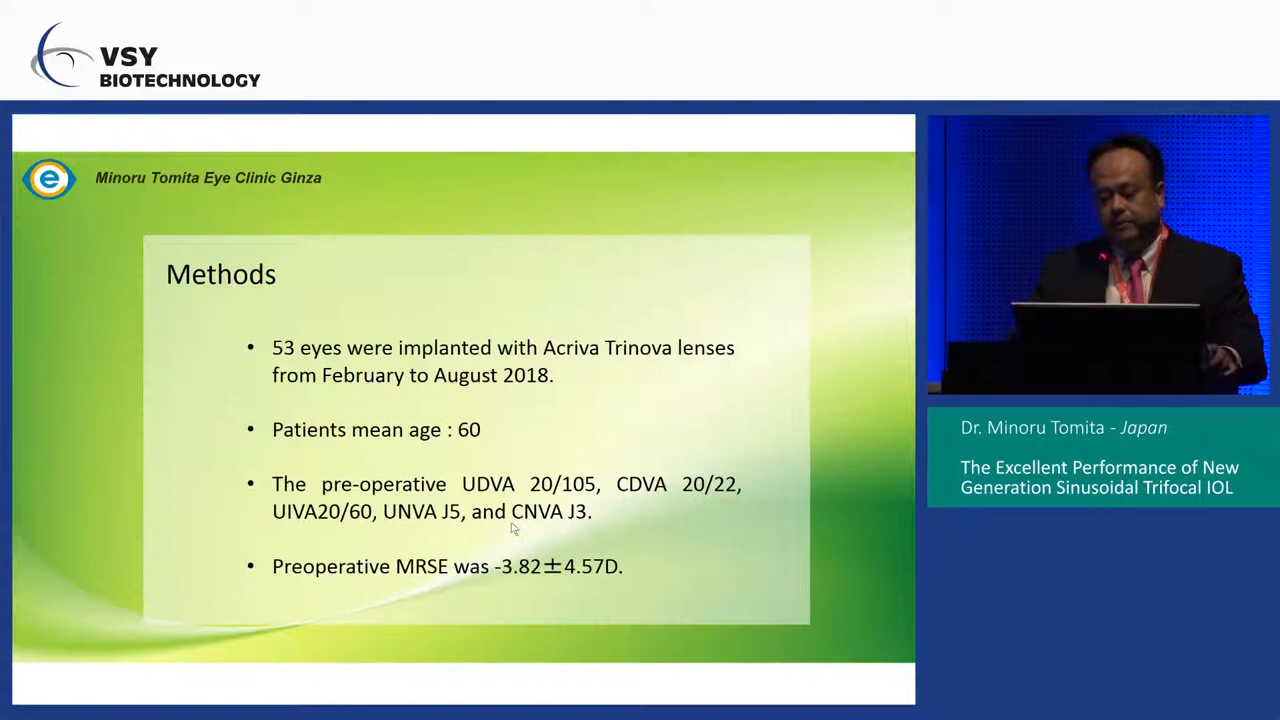 VSY
BIOTECHNOLOGY
e
Minoru Tomita Eye Clinic Ginza
Methods
• 53 eyes were implanted with Acriva Trinova lenses
from February to August 2018.
• Patients mean age : 60
• The pre-operative UDVA 20/105, CDVA 20/22,
UIVA20/60, UNVA J5, and CNVA J3.
• Preoperative MRSE was -3.82±4.57D.
Dr. Minoru Tomita - Japan
The Excellent Performance of New
Generation Sinusoidal Trifocal IOL